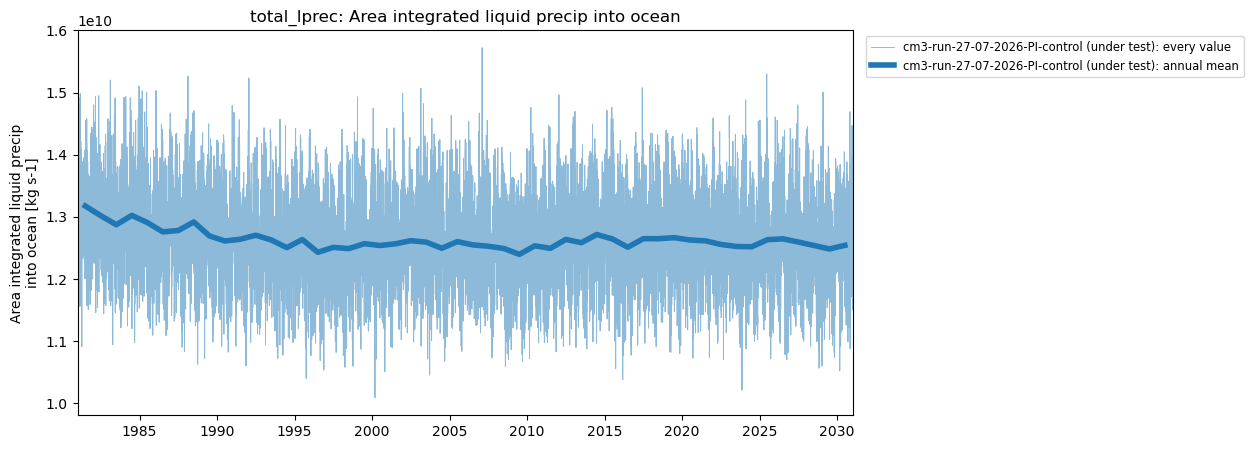 total_lprec: Area integrated liquid precip into ocean
1e10
cm3-run-27-07-2026-PI-control (under test): every value
cm3-run-27-07-2026-PI-control (under test): annual mean
Area integrated liquid precip
into ocean [kg s-1]
1.6
1.5
1.4
1.3
1.2
1.1
1.0
1985
1990
1995
2000
2005
2010
2015
2020
2025
2030